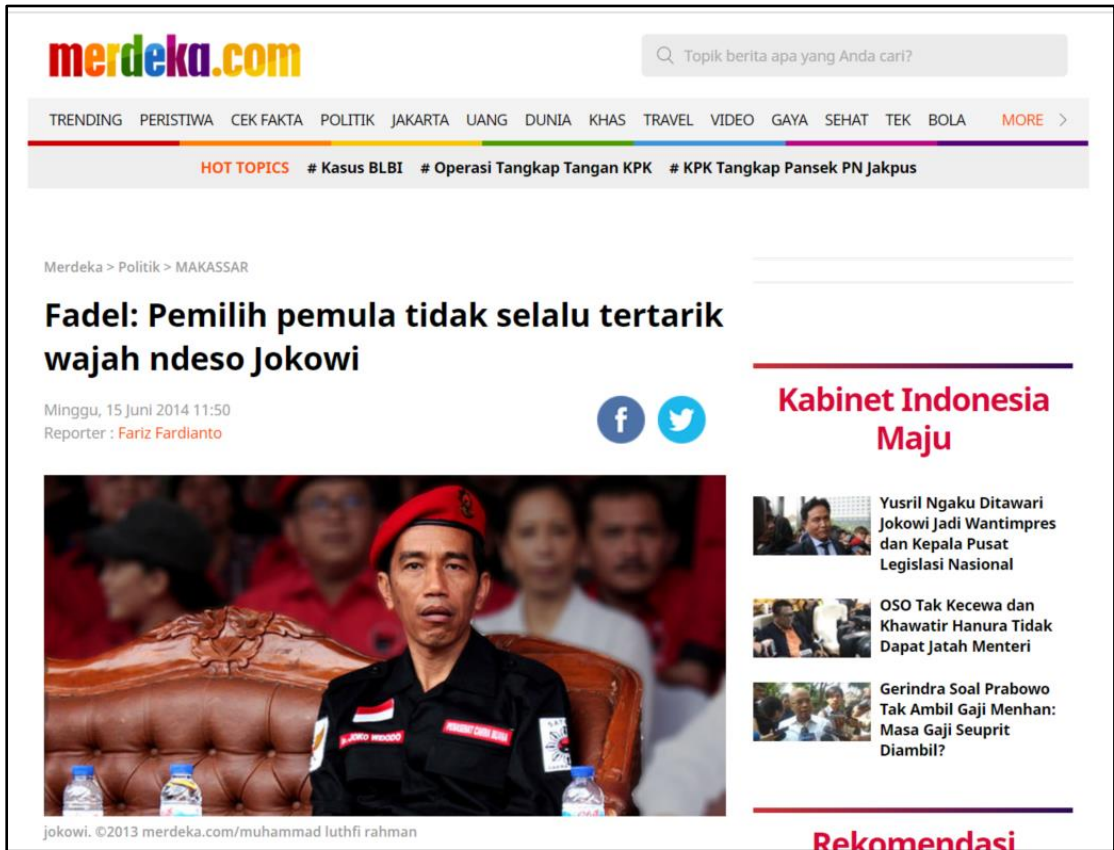 merdeka.com
Topik berita apa yang Anda cari?
TRENDING PERISTIWA CEK FAKTA POLITIK JAKARTA UANG DUNIA KHAS TRAVEL VIDEO GAYA SEHAT TEK BOLA MORE >
HOT TOPICS # Kasus BLBI # Operasi Tangkap Tangan KPK # KPK Tangkap Pansek PN Jakpus
Merdeka > Politik > MAKASSAR
Fadel: Pemilih pemula tidak selalu tertarik
wajah ndeso Jokowi
Minggu, 15 Juni 2014 11:50
Reporter : Fariz Fardianto
f
Ir. JOKO WIDODO
jokowi. ©2013 merdeka.com/muhammad luthfi rahman
Kabinet Indonesia
Maju
Yusril Ngaku Ditawari
Jokowi Jadi Wantimpres
dan Kepala Pusat
Legislasi Nasional
OSO Tak Kecewa dan
Khawatir Hanura Tidak
Dapat Jatah Menteri
Gerindra Soal Prabowo
Tak Ambil Gaji Menhan:
Masa Gaji Seuprit
Diambil?
Rekomendasi